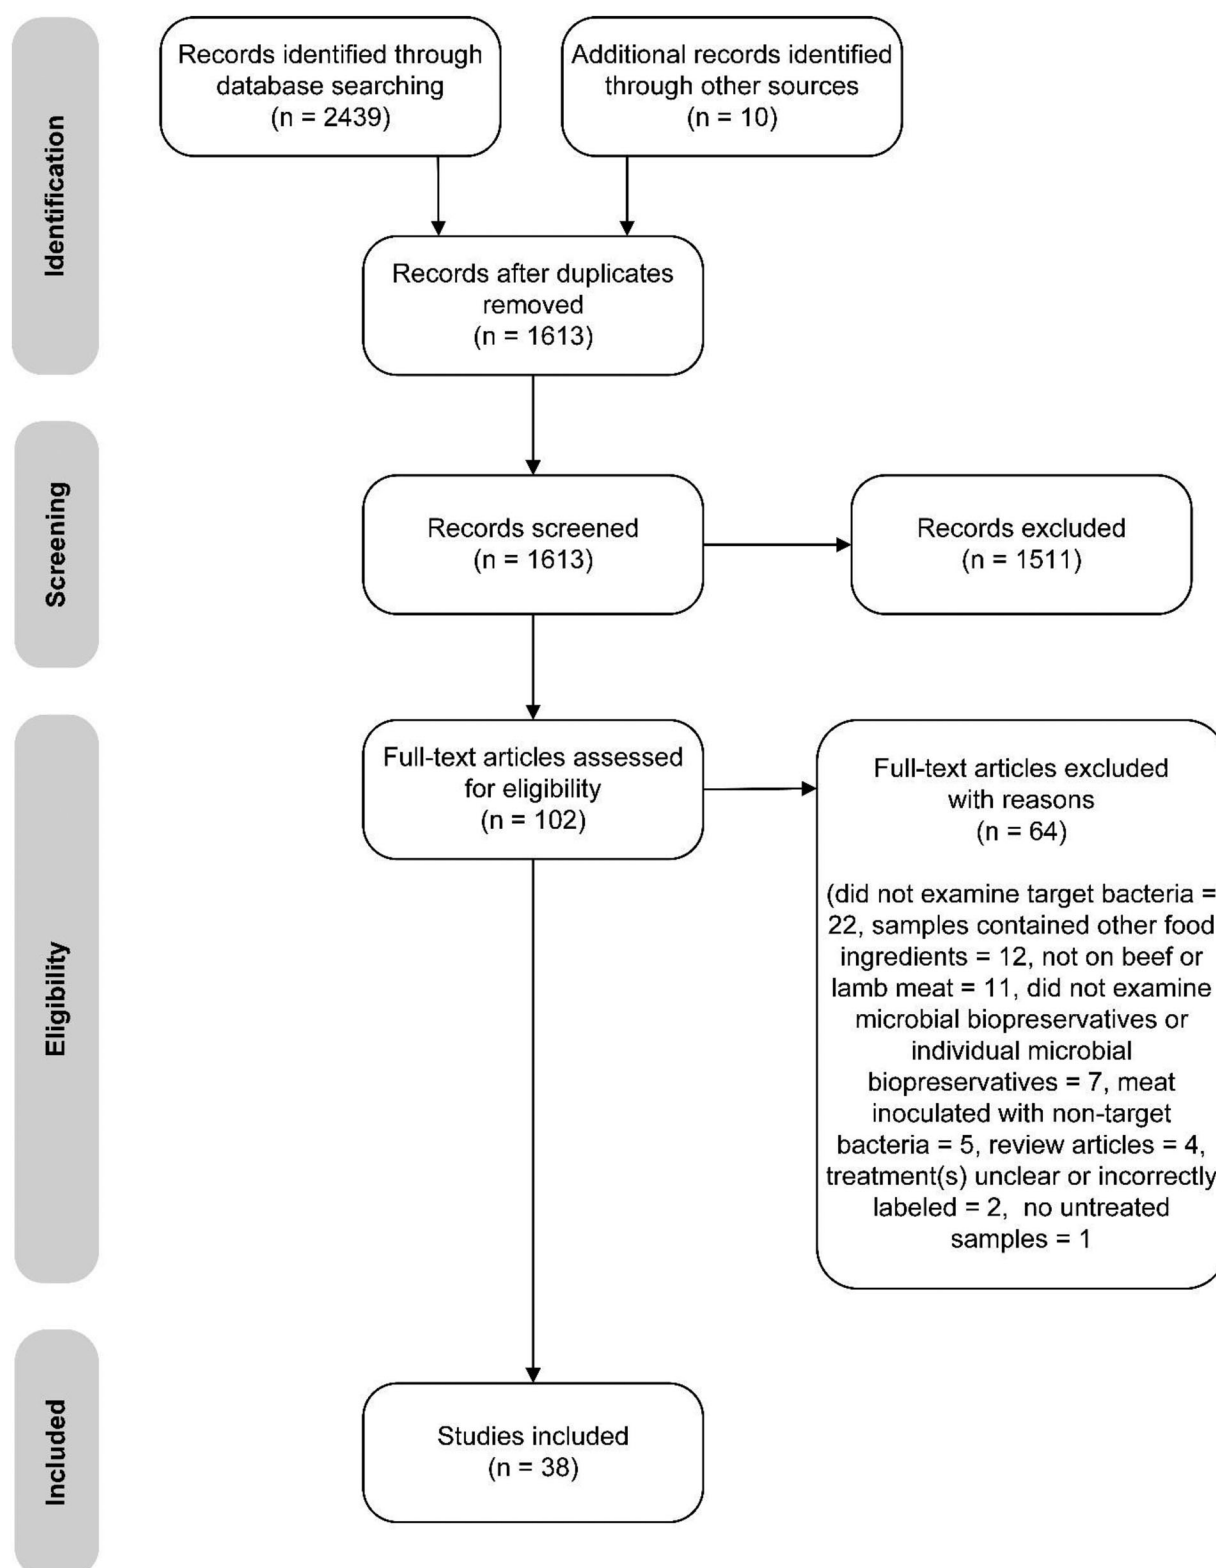 Identification
Records identified through
database searching
(n = 2439)
Additional records identified
through other sources
(n = 10)
Records after duplicates
removed
(n = 1613)
Screening
Records screened
(n = 1613)
Records excluded
(n = 1511)
Eligibility
Full-text articles assessed
for eligibility
(n = 102)
Full-text articles excluded
with reasons
(n = 64)
(did not examine target bacteria =
22, samples contained other food
ingredients = 12, not on beef or
lamb meat = 11, did not examine
microbial biopreservatives or
individual microbial
biopreservatives = 7, meat
inoculated with non-target
bacteria = 5, review articles = 4,
treatment(s) unclear or incorrectly
labeled = 2, no untreated
samples = 1
Included
Studies included
(n = 38)